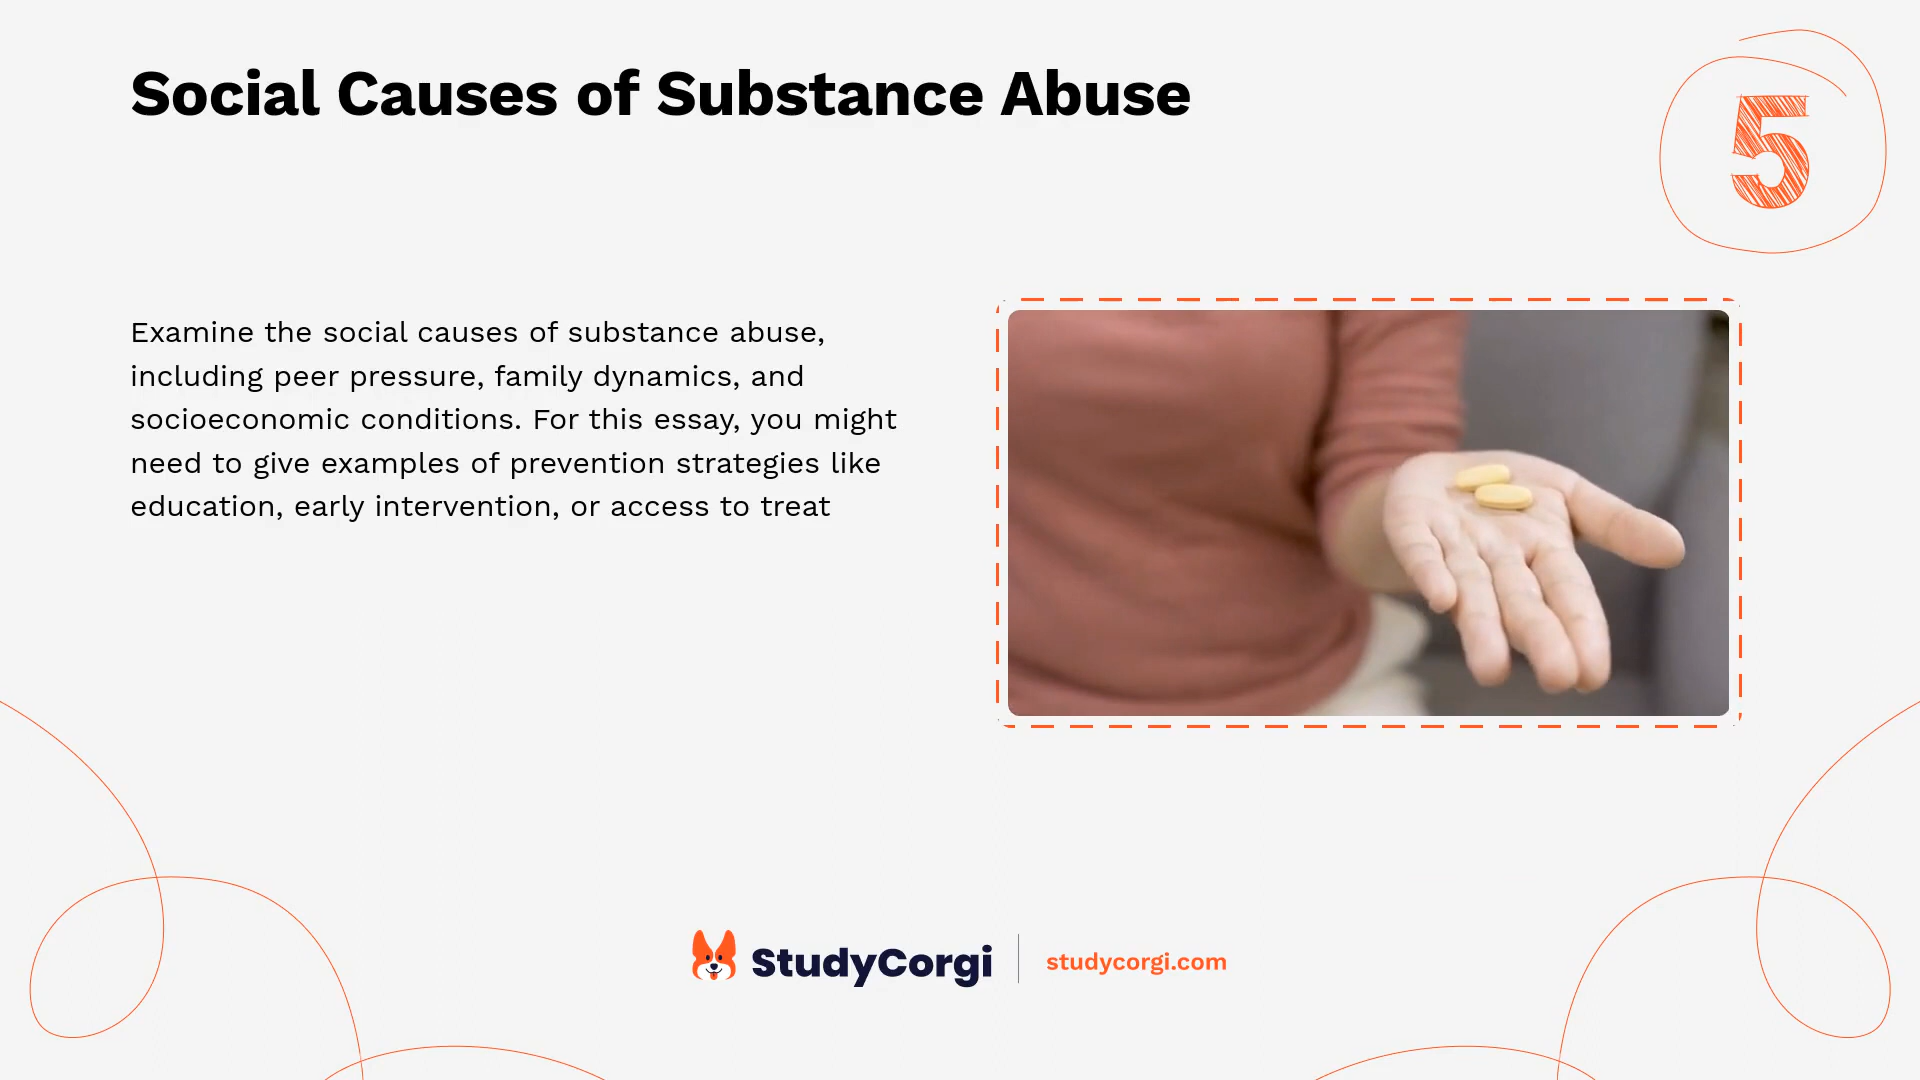 Social Causes of Substance Abuse
5
Examine the social causes of substance abuse,
including peer pressure, family dynamics, and
socioeconomic conditions. For this essay, you might
need to give examples of prevention strategies like
education, early intervention, or access to treat
StudyCorgi
studycorgi.com